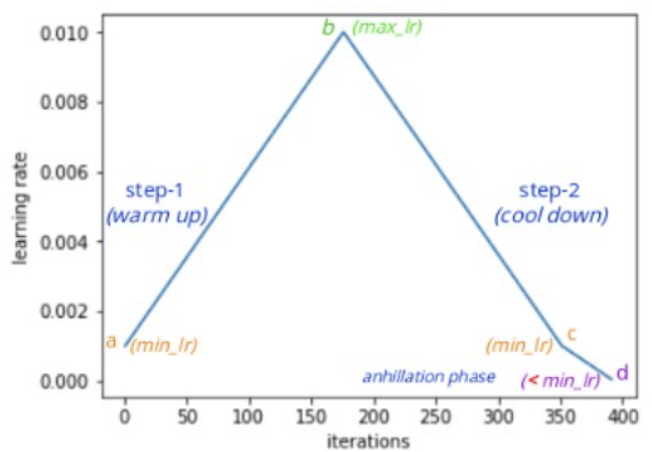 0.010
0.008
0.006
0.004
0.002
0.000
learning rate
b (max_lr)
step-1
(warm up)
step-2
(cool down)
a (min_lr)
(min_lr) c
anhillation phase (< min_lr) d
0 50 100 150 200 250 300 350 400
iterations